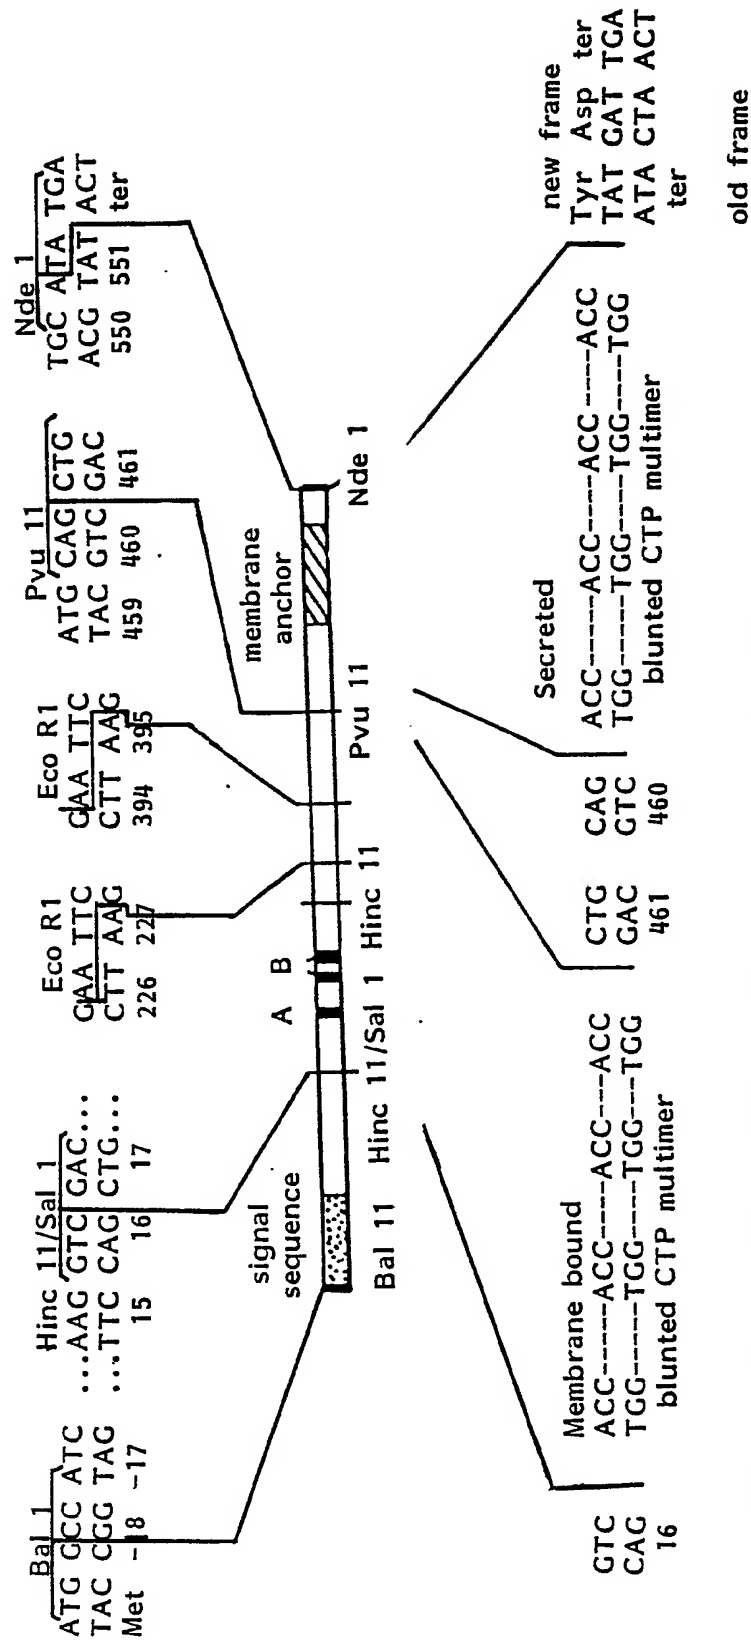 Bal 1
ATG GCC ATC
TAC CGG TAG
Met -18 -17
Hinc 11/Sal 1
...AAG GTC GAC...
...TTC CAG CTG...
15 16 17
Eco R1
GAA TTC
CTT AAG
226 227
Eco R1
GAA TTC
CTT AAG
394 395
Pvu 11
ATG CAG CTG
TAC GTC GAC
459 460 461
Nde 1
TGC ATA TGA
ACG TAT ACT
550 551 ter
signal
sequence
A B
membrane
anchor
Bal 11
Hinc 11/Sal 1
Hinc 11
Pvu 11
Nde 1
GTC
CAG
16
Membrane bound
ACC------ACC-----ACC---ACC
TGG------TGG-----TGG---TGG
blunted CTP multimer
CTG
GAC
461
CAG
GTC
460
Secreted
ACC------ACC-----ACC----ACC
TGG------TGG-----TGG----TGG
blunted CTP multimer
new frame
Tyr Asp ter
TAT GAT TGA
ATA CTA ACT
ter
old frame